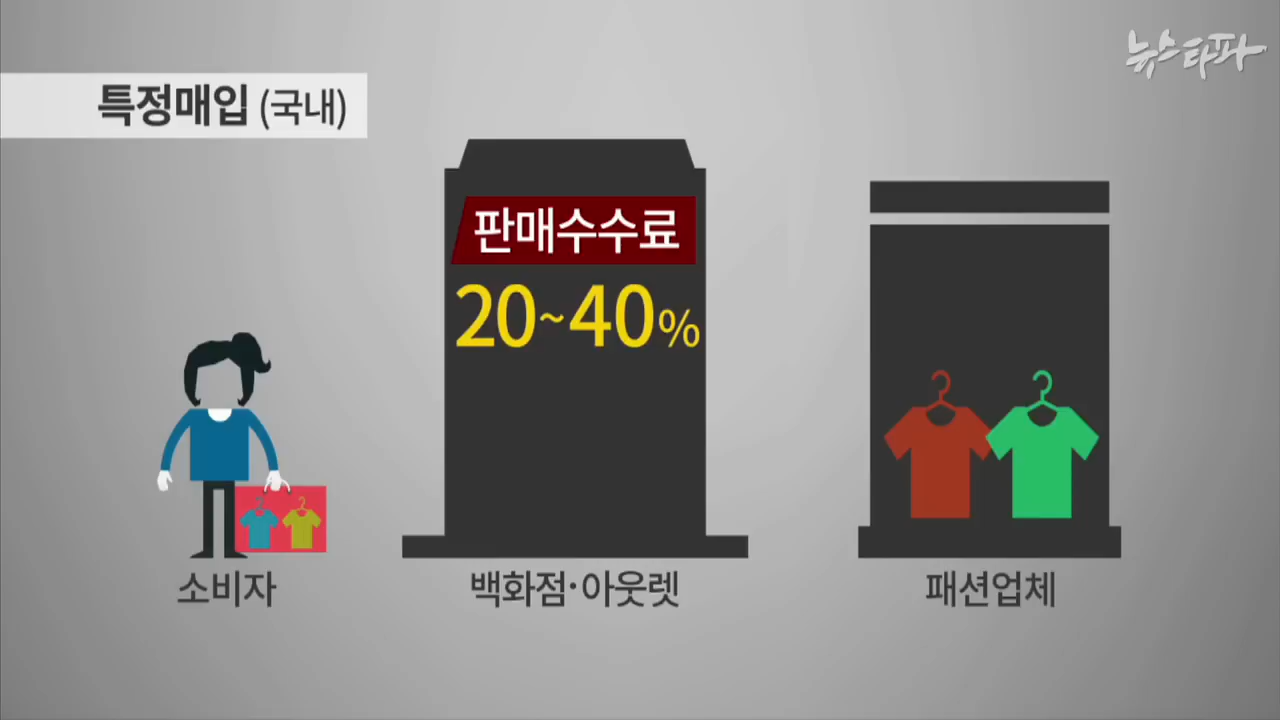 뉴스타파
특정매입 (국내)
판매수수료
20~40%
소비자
백화점·아웃렛
패션업체